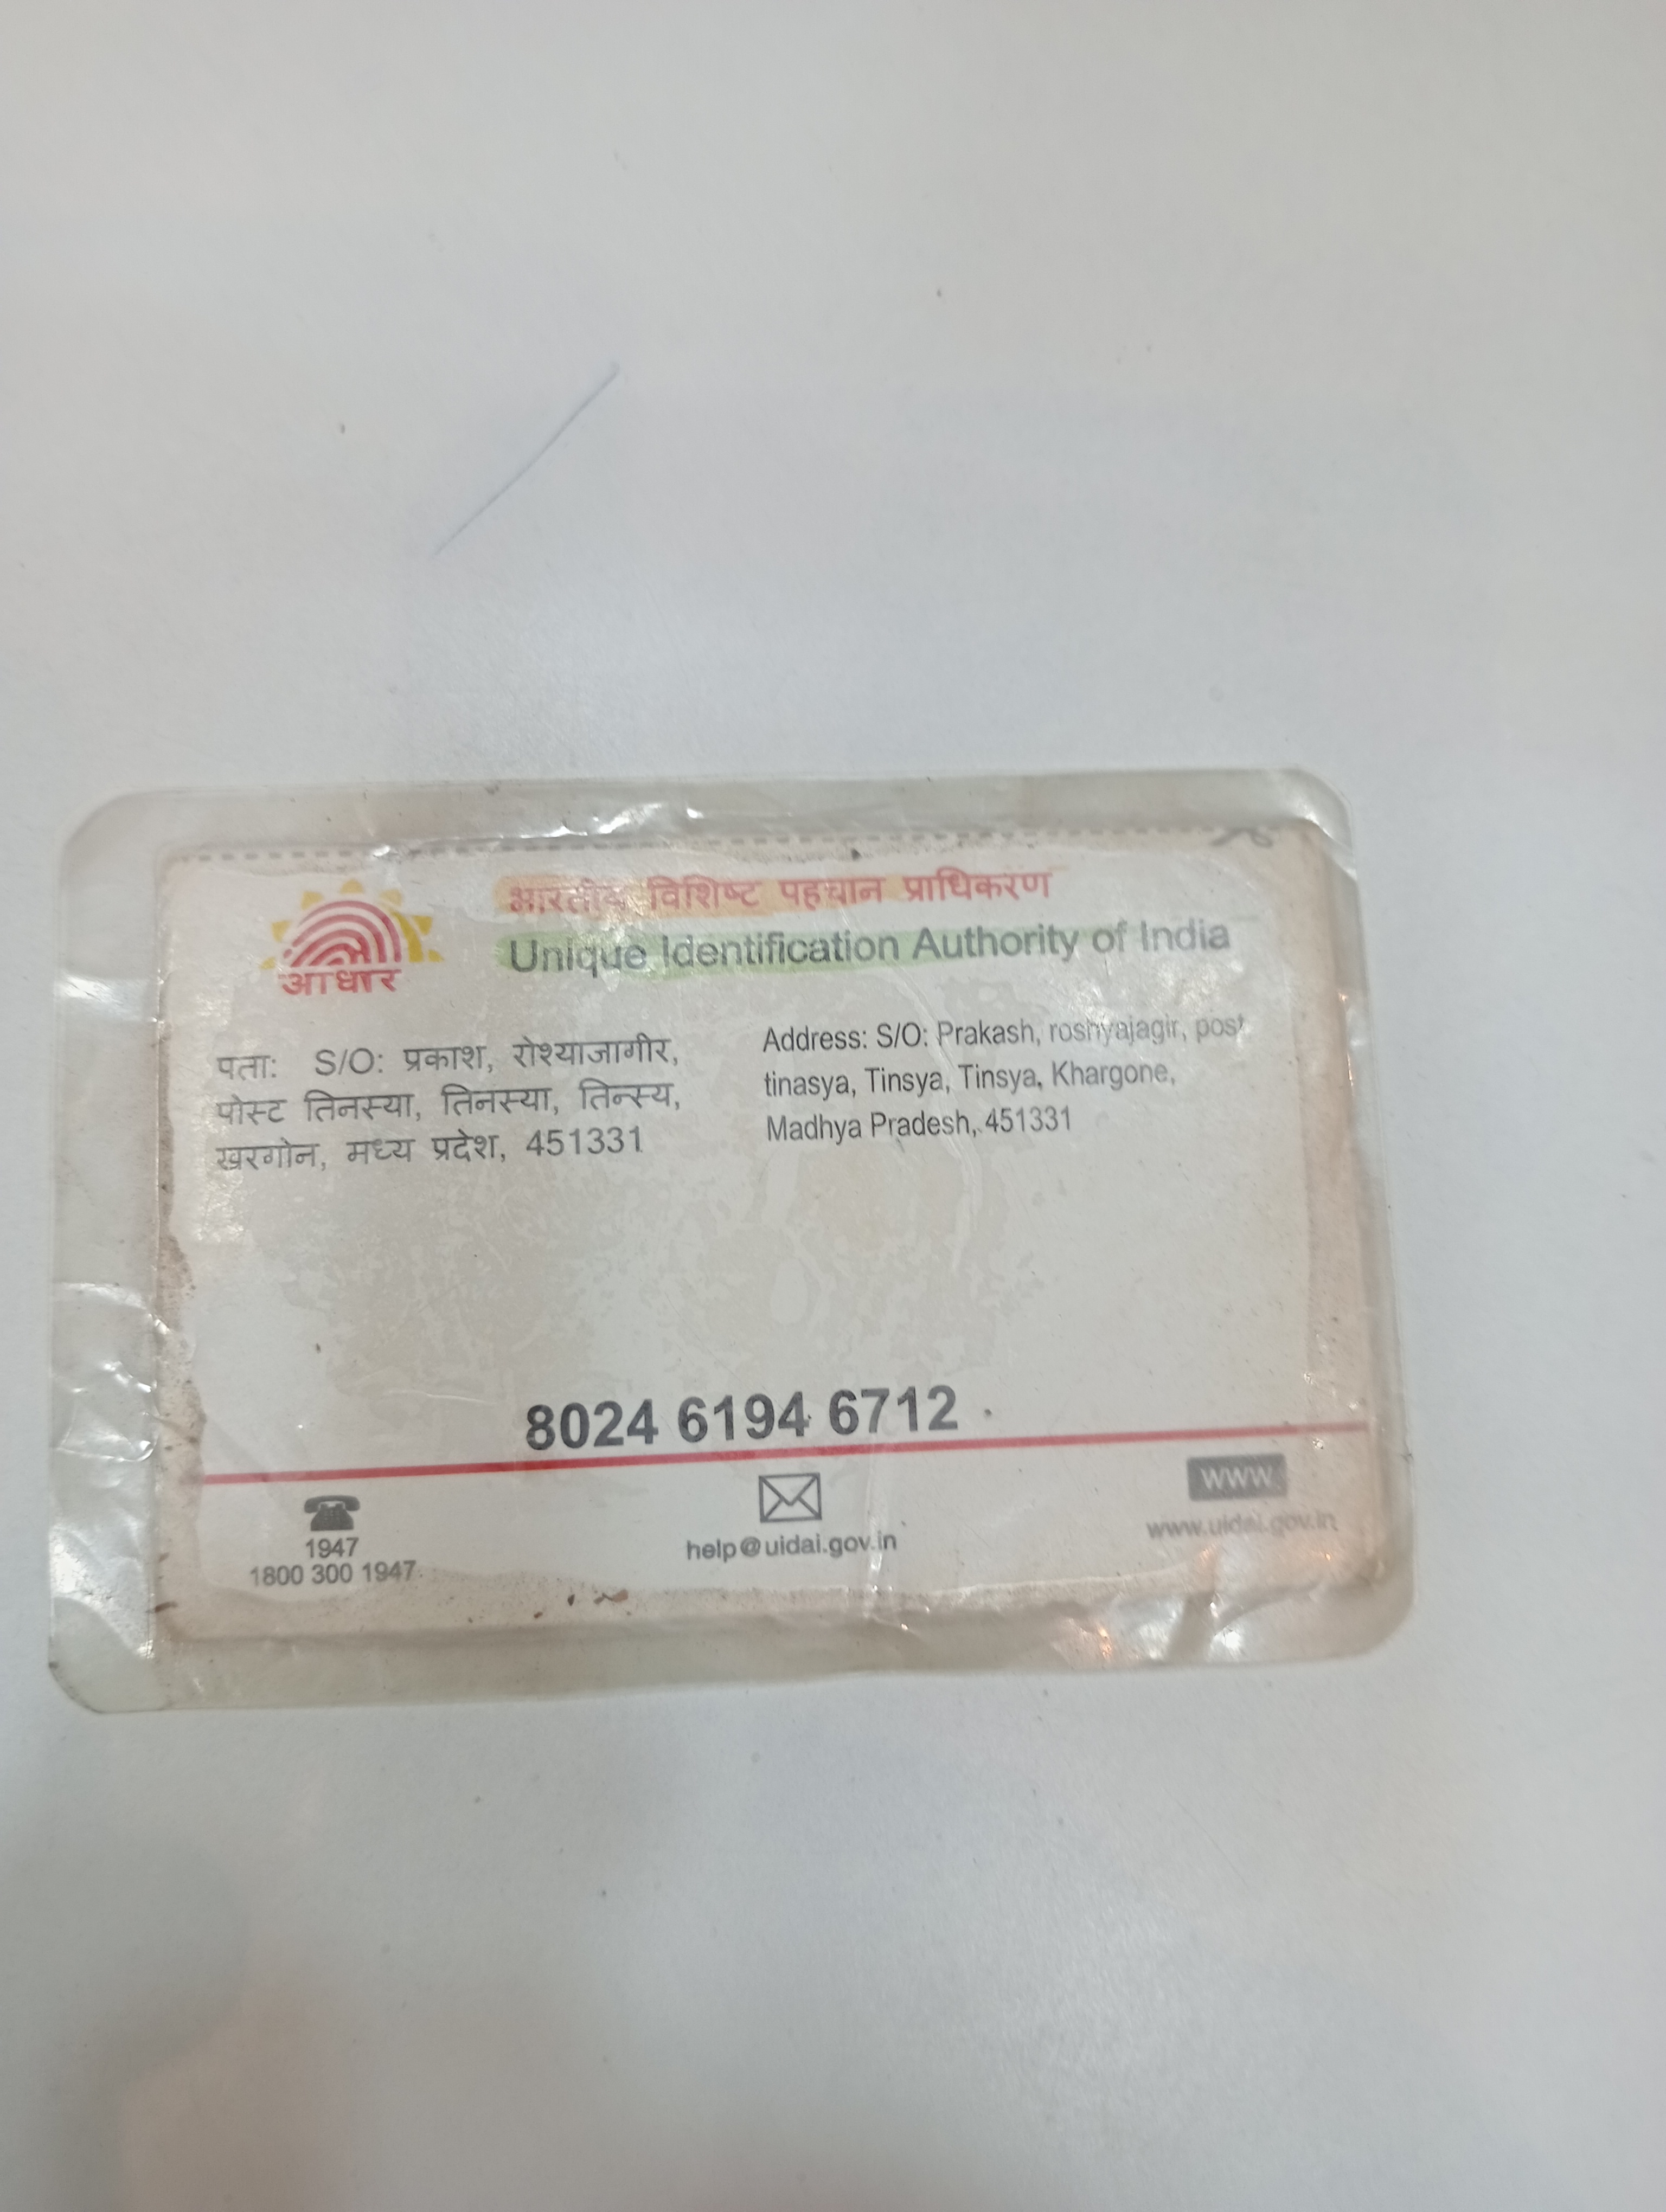 आधार
भारतीय विशिष्ट पहचान प्राधिकरण
Unique Identification Authority of India
पता: S/O: प्रकाश, रोश्याजागीर,
पोस्ट तिनस्या, तिनस्या, तिन्स्य,
खरगोन, मध्य प्रदेश, 451331
Address: S/O: Prakash, roshyajagir, post
tinasya, Tinsya, Tinsya, Khargone,
Madhya Pradesh, 451331
8024 6194 6712
1947
1800 300 1947
help@uidai.gov.in
WWW
www.uidai.gov.in